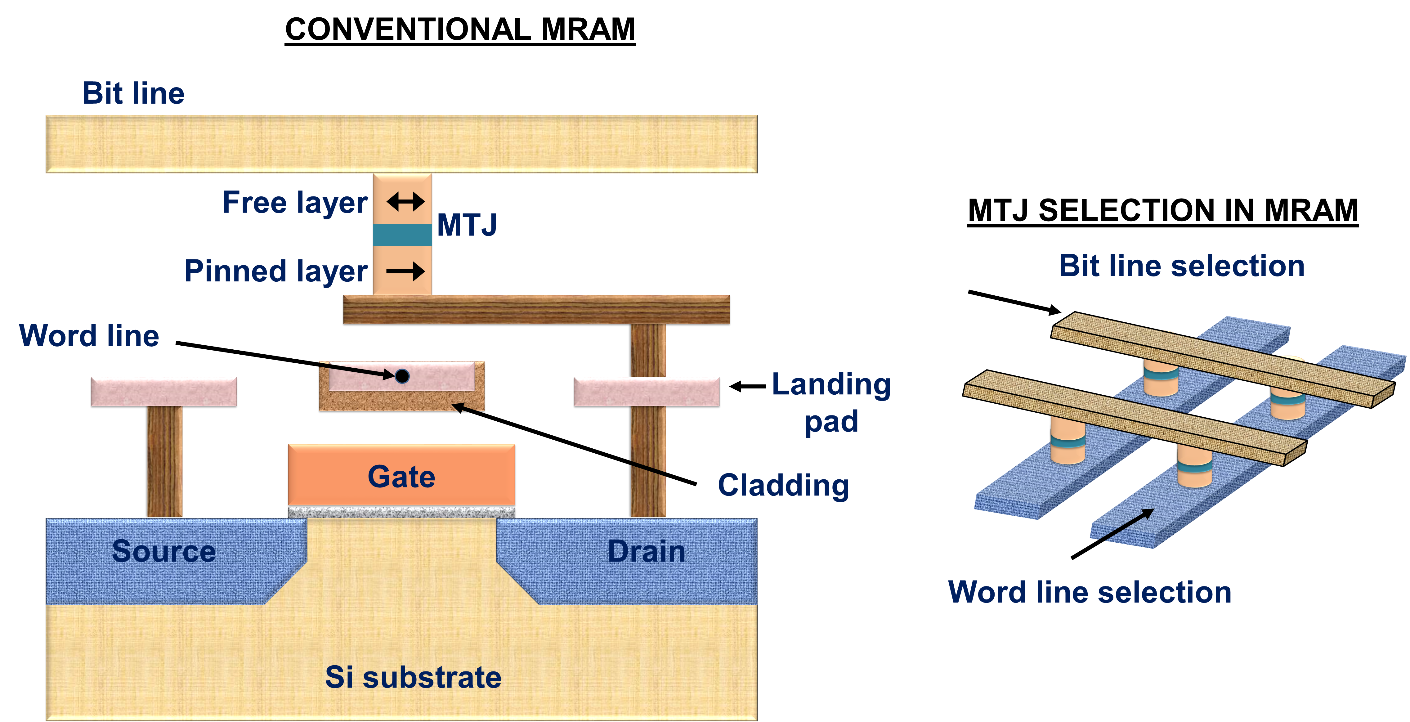 CONVENTIONAL MRAM
Bit line
Free layer
MTJ
Pinned layer
Word line
Landing
pad
Gate
Cladding
Source
Drain
Si substrate
MTJ SELECTION IN MRAM
Bit line selection
Word line selection